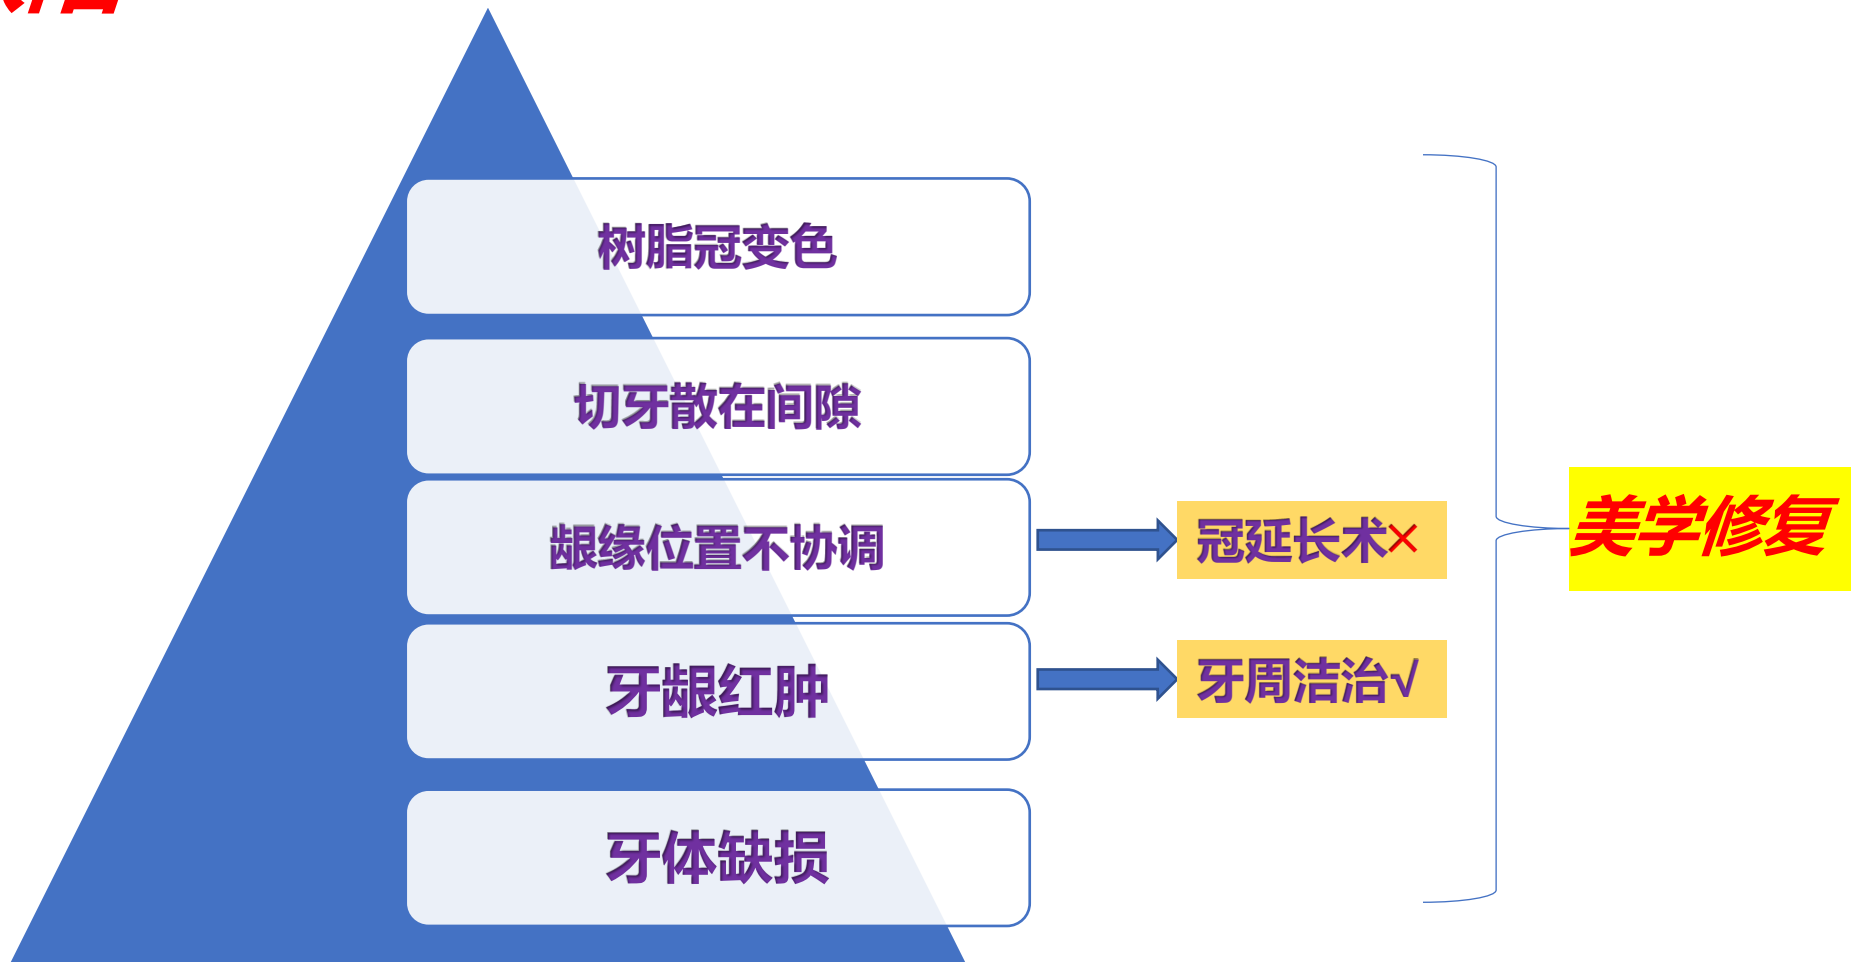 树脂冠变色
切牙散在间隙
龈缘位置不协调
冠延长术×
美学修复
牙龈红肿
牙周洁治√
牙体缺损